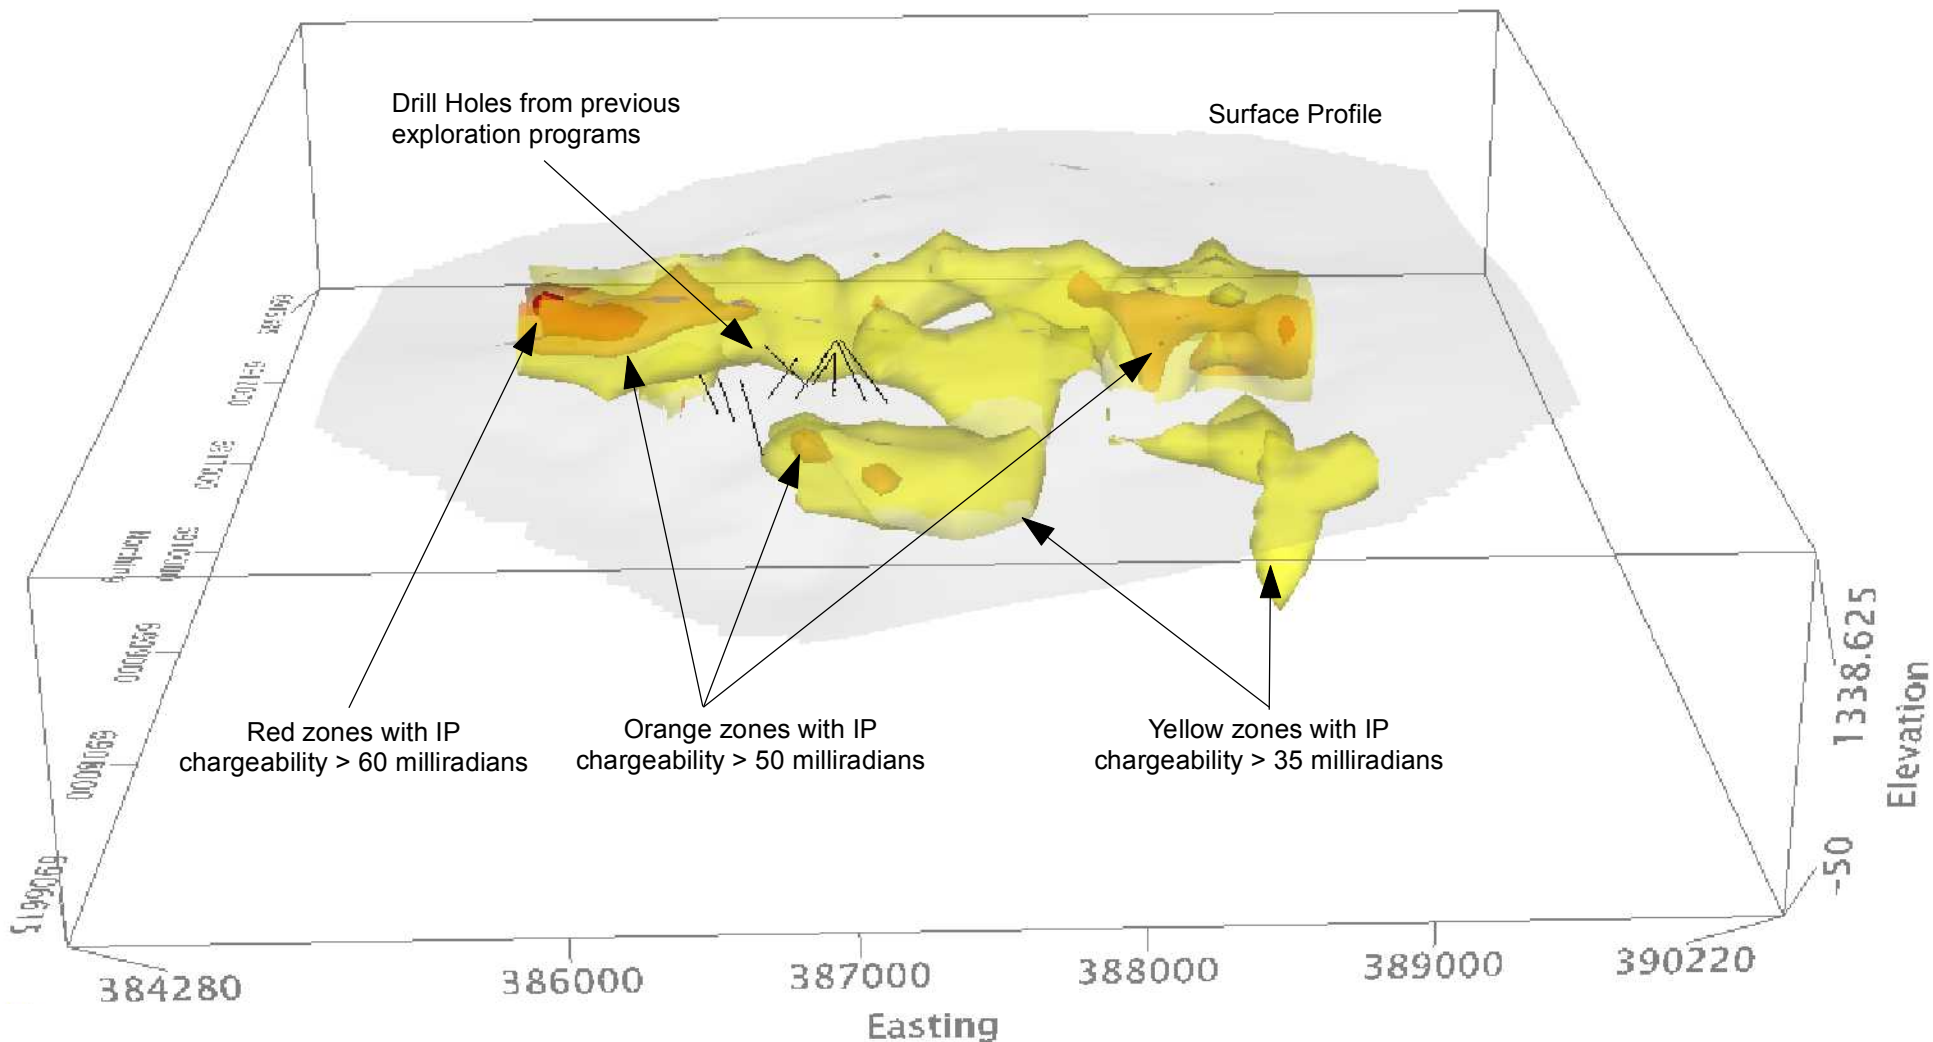 Drill Holes from previous
exploration programs
Surface Profile
Northing
Red zones with IP
chargeability > 60 milliradians
Orange zones with IP
chargeability > 50 milliradians
Yellow zones with IP
chargeability > 35 milliradians
1338.625
Elevation
-50
384280
386000
387000
388000
389000
390220
Easting